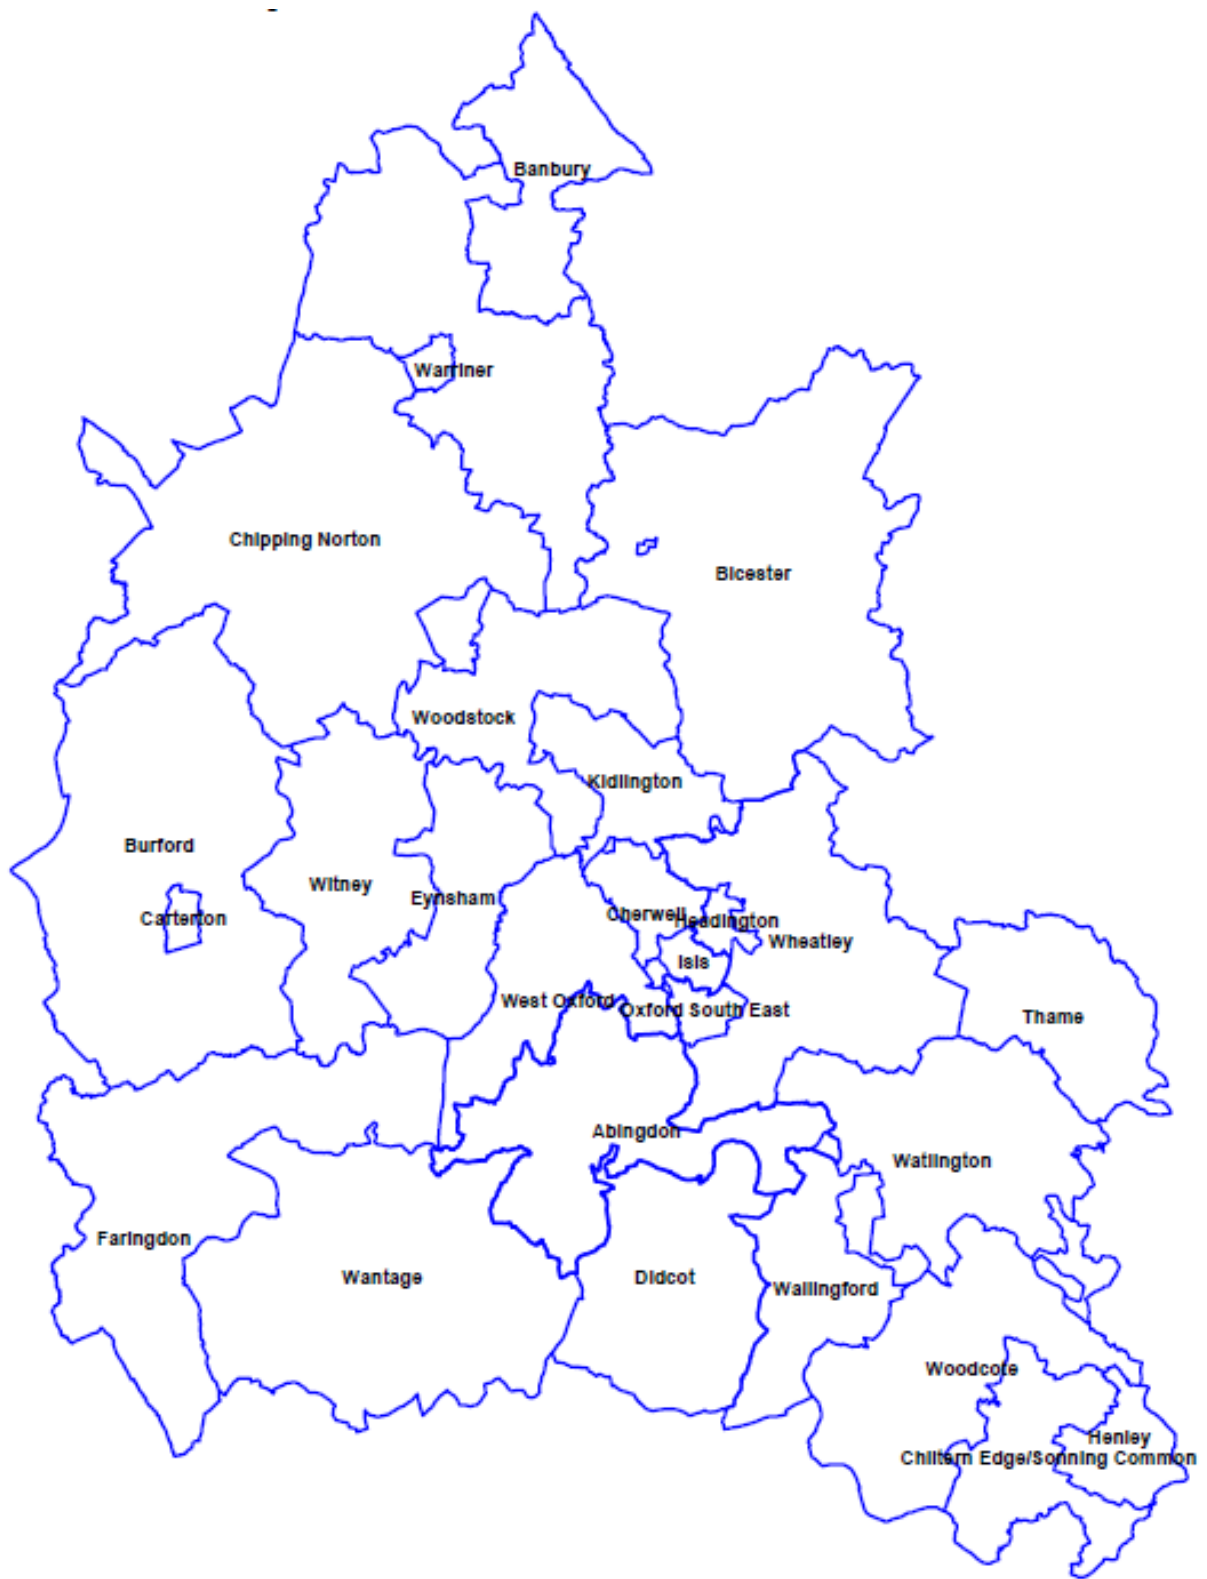 Banbury
Warriner
Chipping Norton
Bicester
Woodstock
Kidlington
Burford
Witney
Eynsham
Carterton
Cherwell
Headington
Wheatley
Isis
West Oxford
Oxford South East
Thame
Abingdon
Watlington
Faringdon
Wantage
Didcot
Wallingford
Woodcote
Henley
Chiltern Edge/Sonning Common